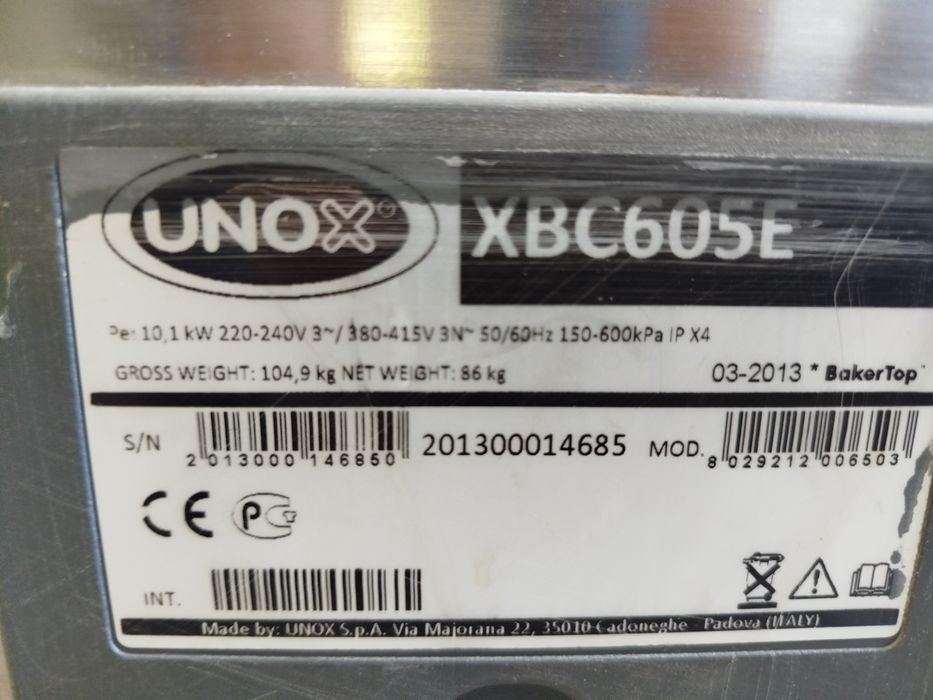 UNOX® XBC605E
Pe: 10,1 kW 220-240V 3~/ 380-415V 3N~ 50/60Hz 150-600kPa IP X4
GROSS WEIGHT: 104,9 kg NET WEIGHT: 86 kg 03-2013 * BakerTop™
S/N 2 013000 146850 201300014685 MOD. 8 029212 006503
CE PG
INT.
Made by: UNOX S.p.A. Via Majorana 22, 35010 Cadoneghe - Padova (ITALY)